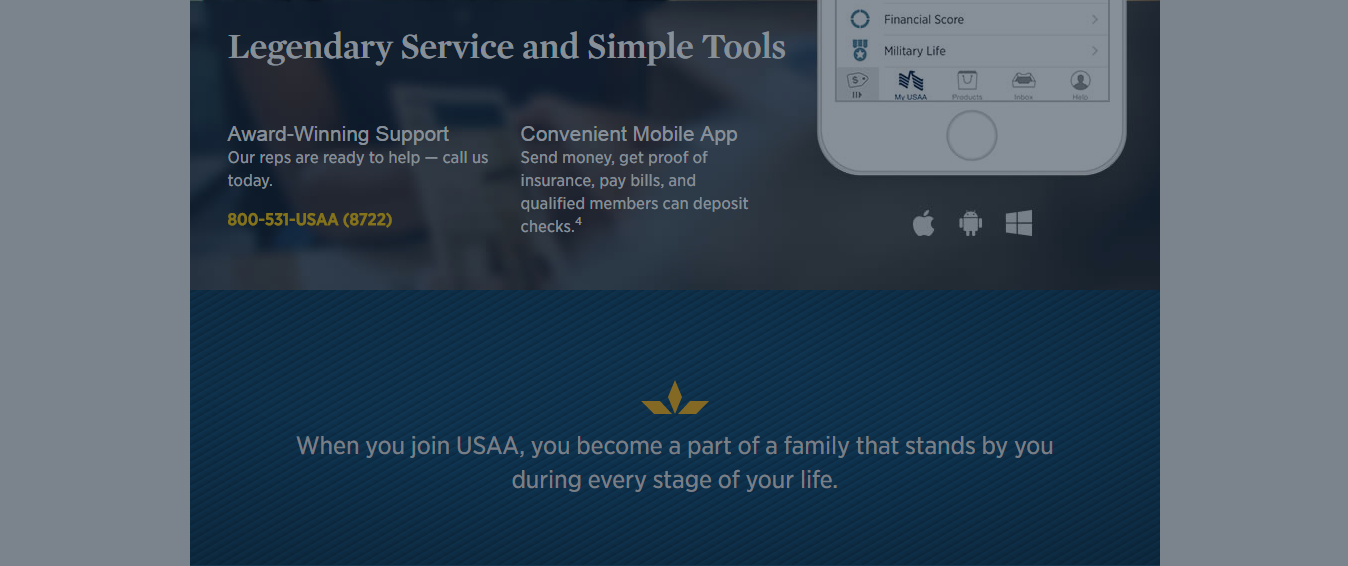 Legendary Service and Simple Tools
Award-Winning Support
Our reps are ready to help — call us
today.
800-531-USAA (8722)
Convenient Mobile App
Send money, get proof of
insurance, pay bills, and
qualified members can deposit
checks.4
Financial Score
Military Life
My USAA
Products
Inbox
Help
When you join USAA, you become a part of a family that stands by you
during every stage of your life.